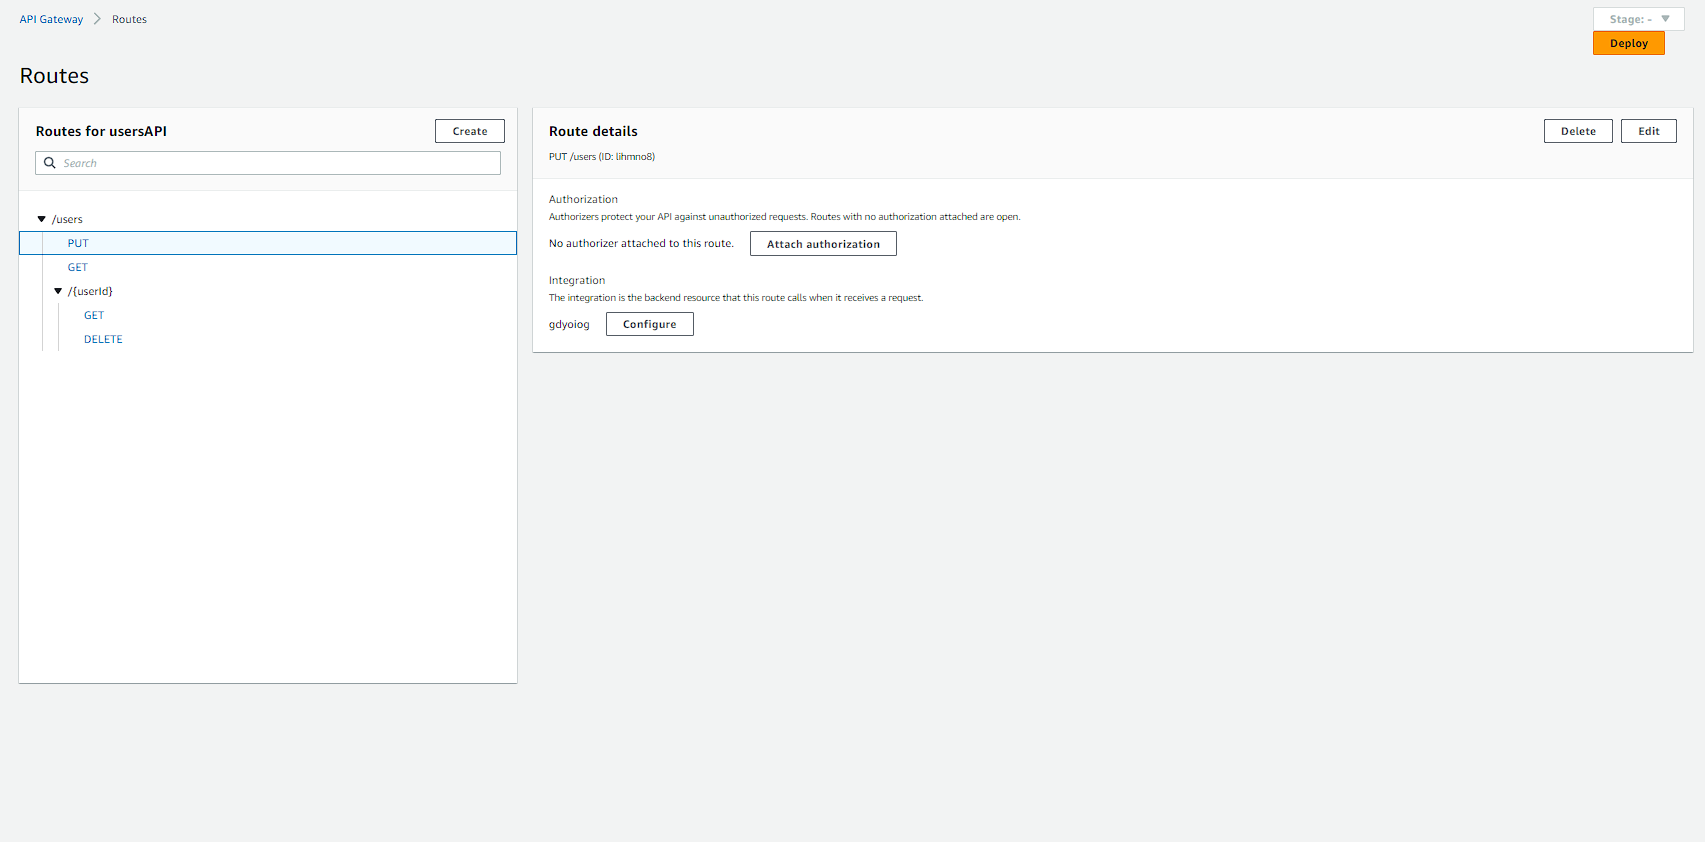 API Gateway > Routes
Stage: -
Deploy
Routes
Routes for usersAPI
Create
Search
/users
PUT
GET
/{userId}
GET
DELETE
Route details
Delete
Edit
PUT /users (ID: lihmno8)
Authorization
Authorizers protect your API against unauthorized requests. Routes with no authorization attached are open.
No authorizer attached to this route.
Attach authorization
Integration
The integration is the backend resource that this route calls when it receives a request.
gdyoiog
Configure